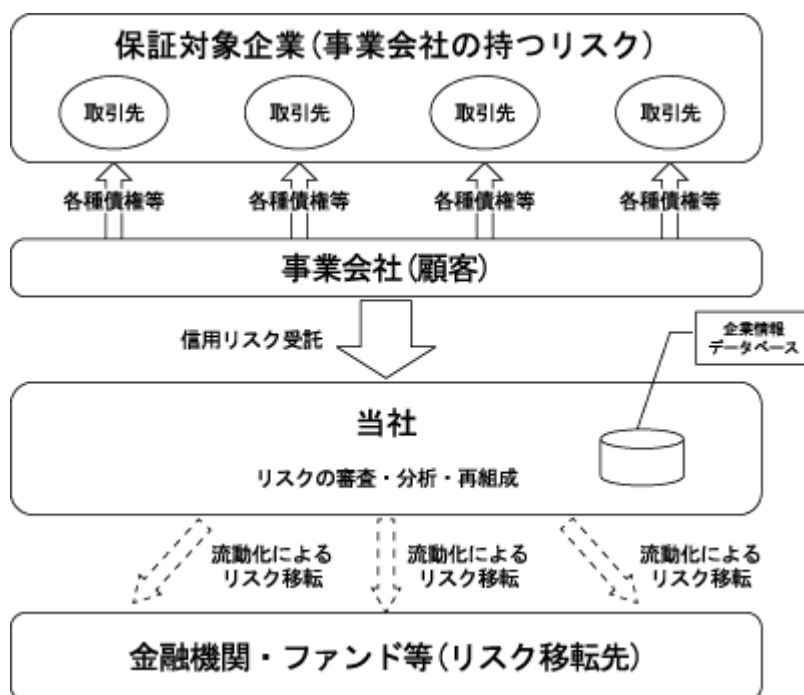 保証対象企業(事業会社の持つリスク)
取引先
取引先
取引先
取引先
各種債権等
各種債権等
各種債権等
各種債権等
事業会社(顧客)
信用リスク受託
企業情報
データベース
当社
リスクの審査・分析・再組成
流動化による
リスク移転
流動化による
リスク移転
流動化による
リスク移転
金融機関・ファンド等(リスク移転先)